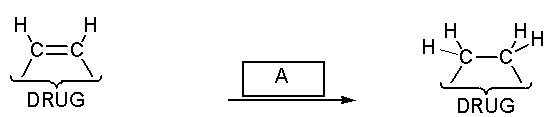 H H H H
H H
C=C A C–C
DRUG DRUG